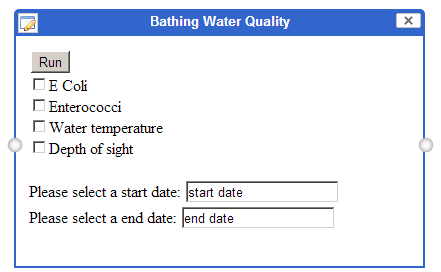 Bathing Water Quality
Run
E Coli
Enterococci
Water temperature
Depth of sight
Please select a start date: start date
Please select a end date: end date